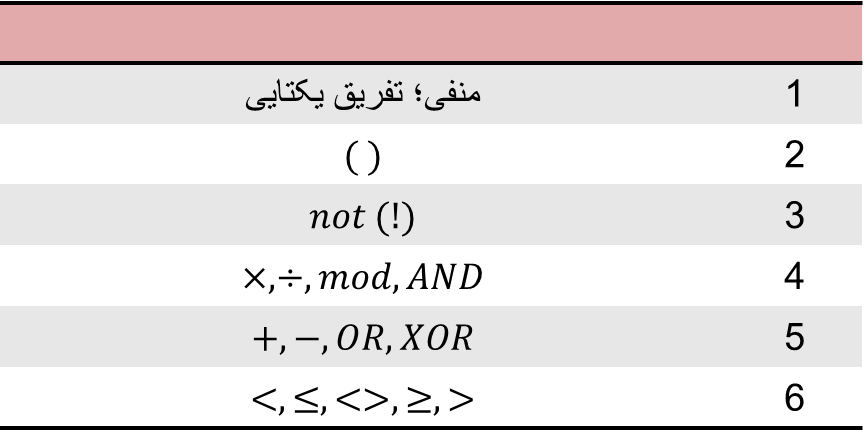 1 منفی؛ تفریق یکتایی
2 ( )
3 not (!)
4 ×,÷, mod, AND
5 +, −, OR, XOR
6 <, ≤, <>, ≥, >